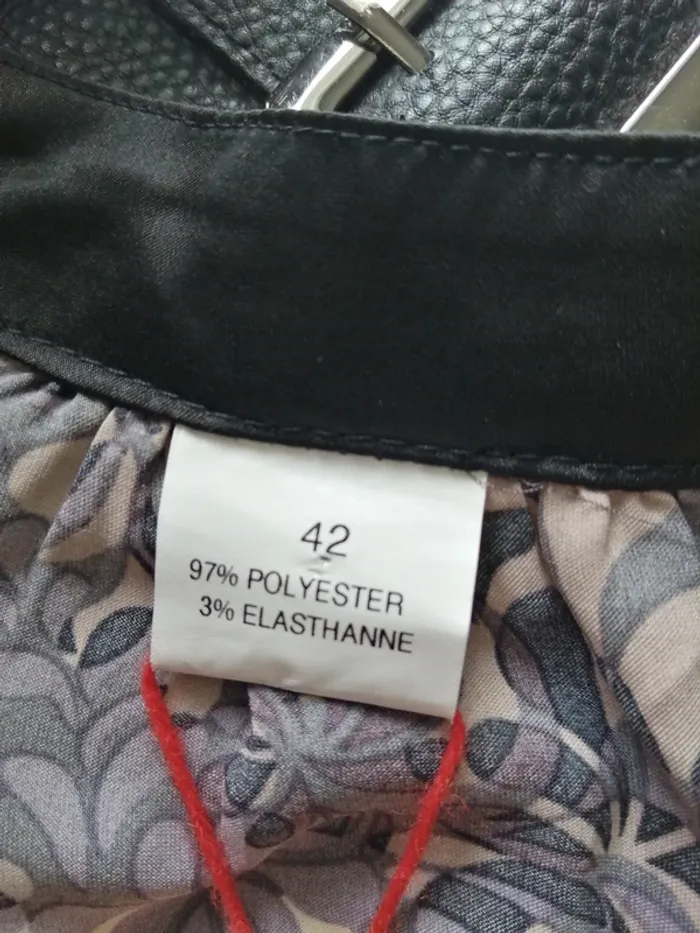 42
97% POLYESTER
3% ELASTHANNE